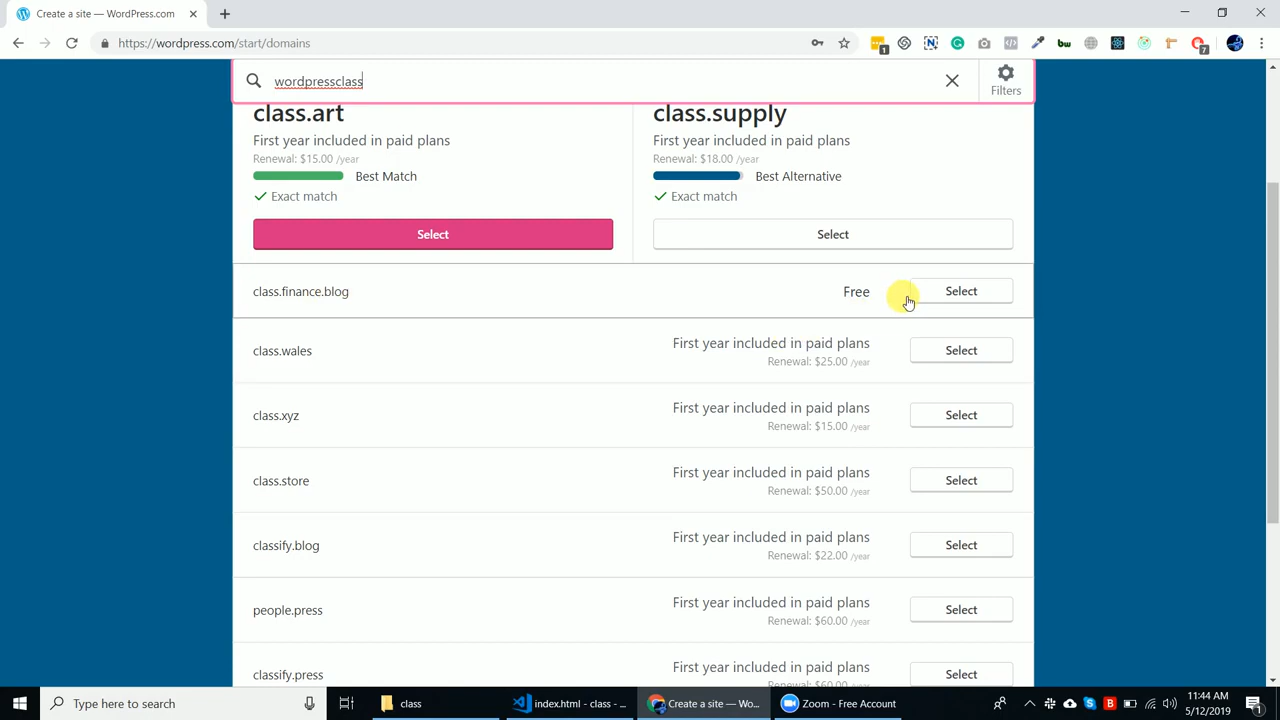 Create a site — WordPress.com
https://wordpress.com/start/domains
1
7
wordpressclass
Filters
class.art
First year included in paid plans
Renewal: $15.00 /year
Best Match
Exact match
Select
class.supply
First year included in paid plans
Renewal: $18.00 /year
Best Alternative
Exact match
Select
class.finance.blog
Free
Select
class.wales
First year included in paid plans
Renewal: $25.00 /year
Select
class.xyz
First year included in paid plans
Renewal: $15.00 /year
Select
class.store
First year included in paid plans
Renewal: $50.00 /year
Select
classify.blog
First year included in paid plans
Renewal: $22.00 /year
Select
people.press
First year included in paid plans
Renewal: $60.00 /year
Select
classify.press
First year included in paid plans
Renewal: $60.00 /year
Select
Type here to search
class
index.html - class - ...
Create a site — Wo...
Zoom - Free Account
11:44 AM
5/12/2019
1